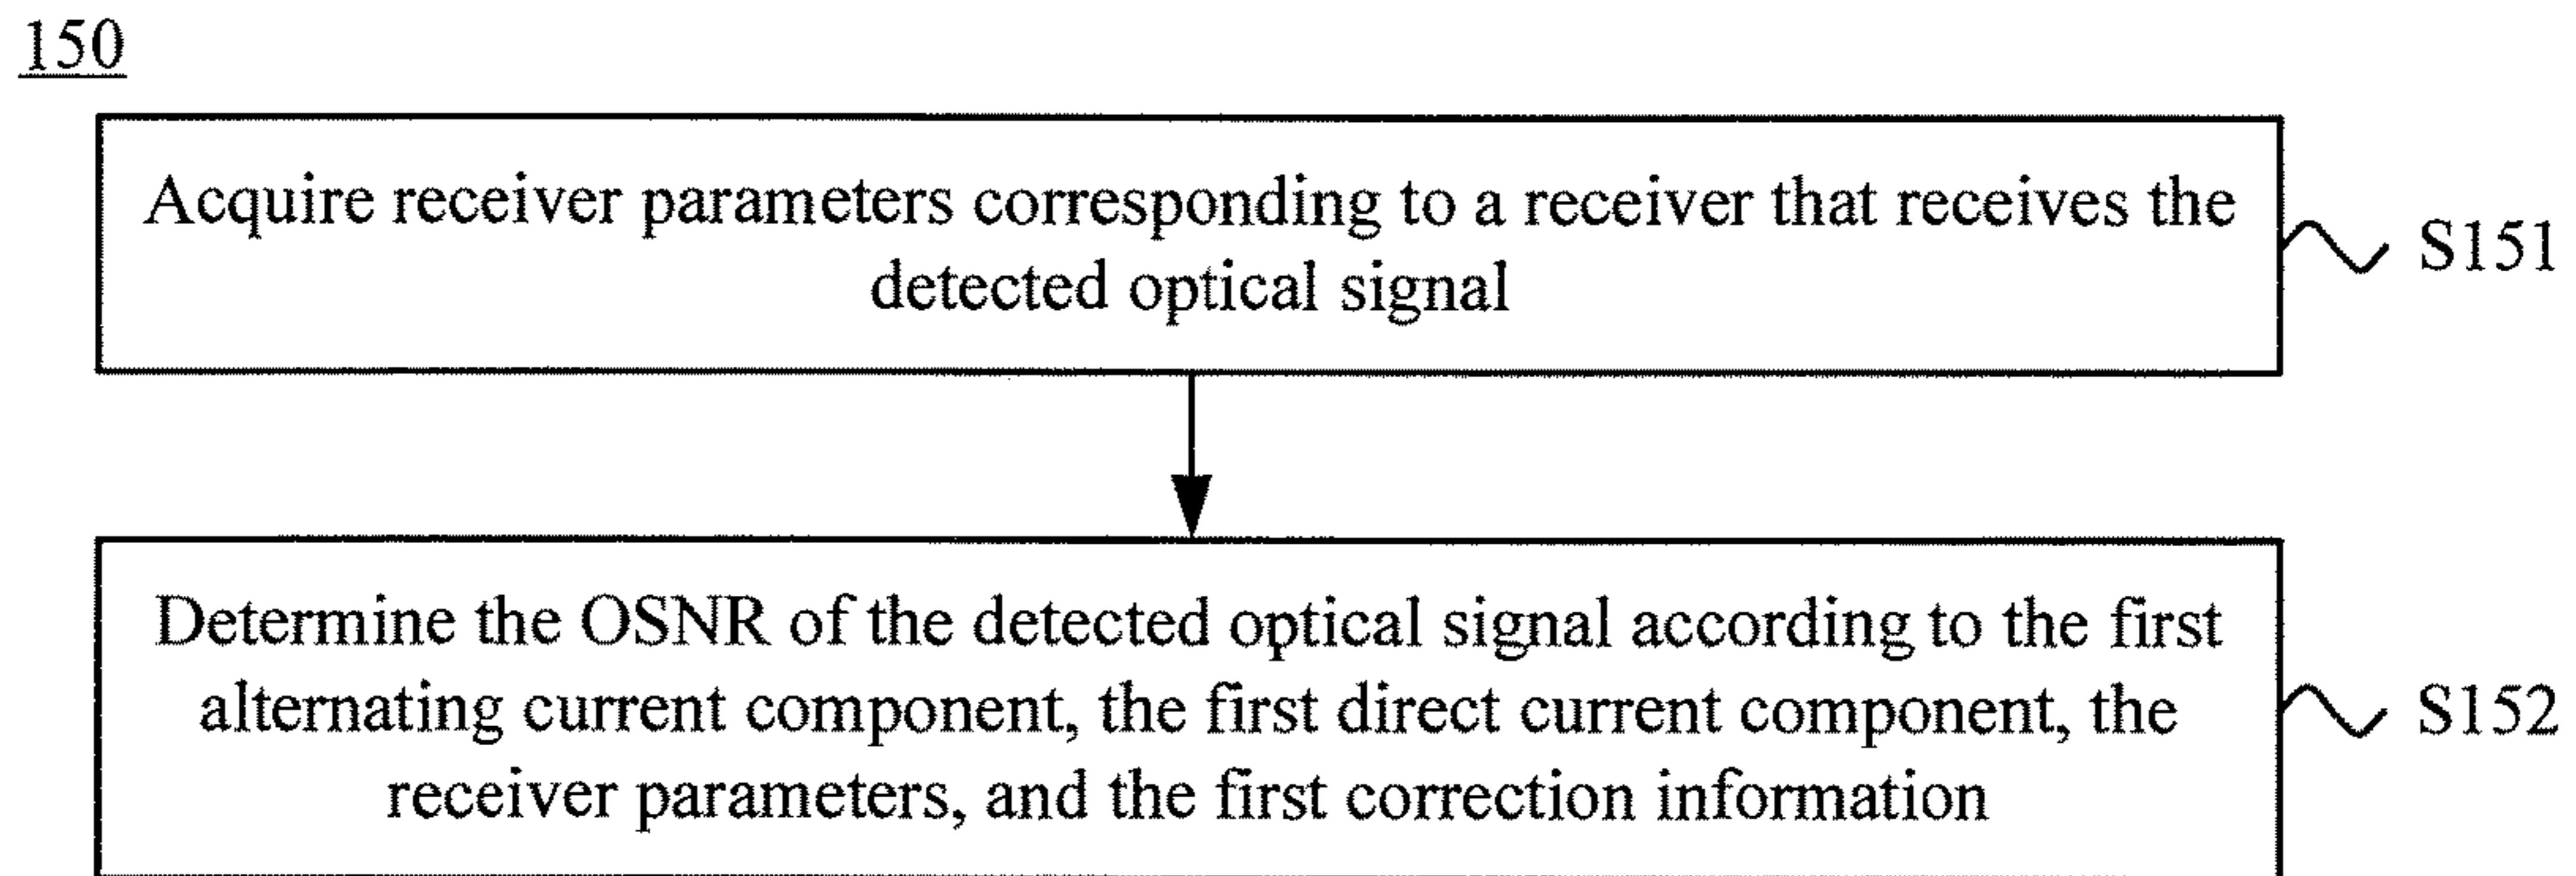 150
Acquire receiver parameters corresponding to a receiver that receives the
detected optical signal
S151
Determine the OSNR of the detected optical signal according to the first
alternating current component, the first direct current component, the
receiver parameters, and the first correction information
S152